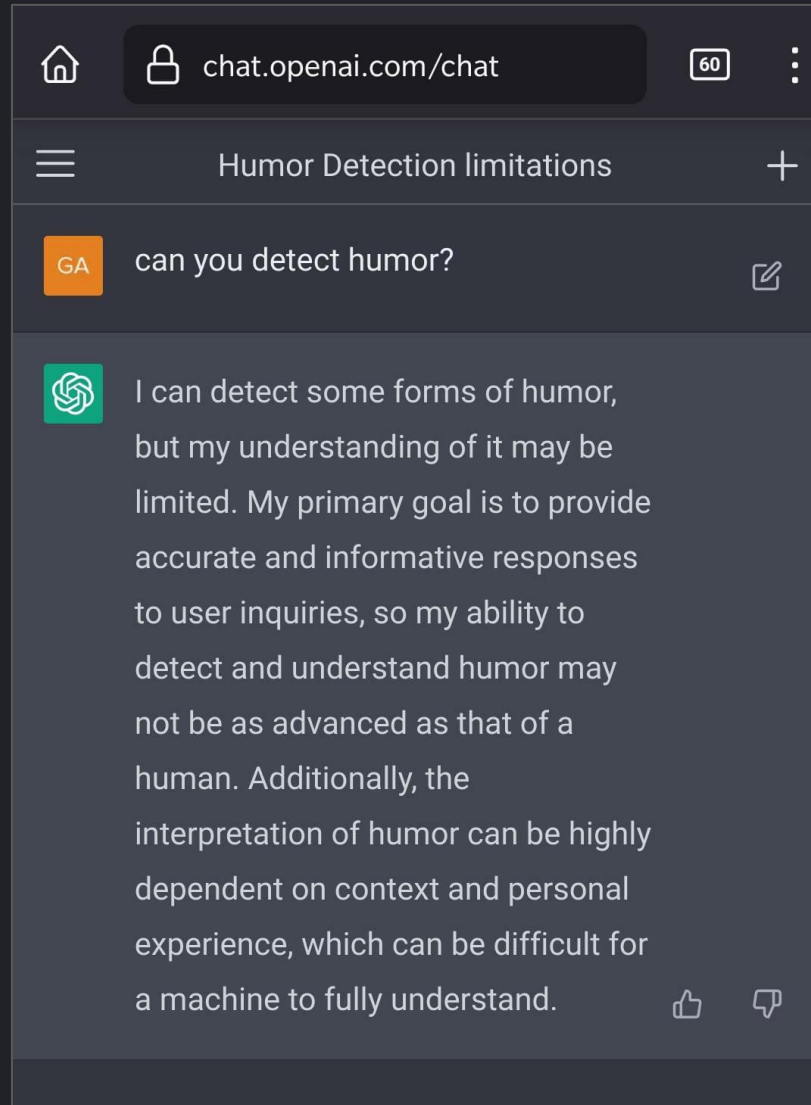 chat.openai.com/chat
60
Humor Detection limitations
GA
can you detect humor?
I can detect some forms of humor,
but my understanding of it may be
limited. My primary goal is to provide
accurate and informative responses
to user inquiries, so my ability to
detect and understand humor may
not be as advanced as that of a
human. Additionally, the
interpretation of humor can be highly
dependent on context and personal
experience, which can be difficult for
a machine to fully understand.